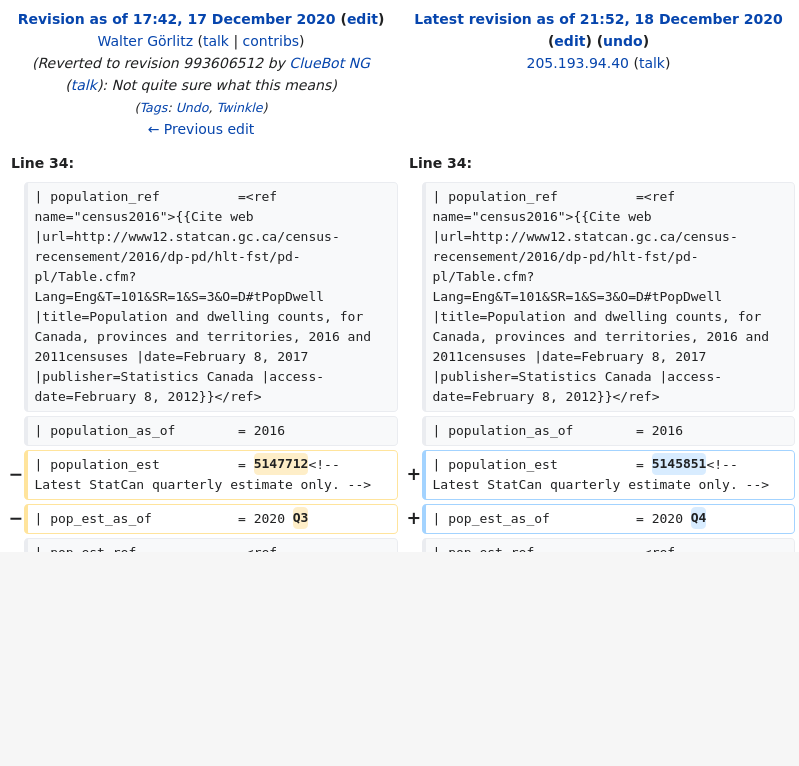 Revision as of 17:42, 17 December 2020 (edit)
Walter Görlitz (talk | contribs)
(Reverted to revision 993606512 by ClueBot NG
(talk): Not quite sure what this means)
(Tags: Undo, Twinkle)
← Previous edit
Latest revision as of 21:52, 18 December 2020
(edit) (undo)
205.193.94.40 (talk)
Line 34:
| population_ref =<ref
name="census2016">{{Cite web
|url=http://www12.statcan.gc.ca/census-
recensement/2016/dp-pd/hlt-fst/pd-
pl/Table.cfm?
Lang=Eng&T=101&SR=1&S=3&O=D#tPopDwell
|title=Population and dwelling counts, for
Canada, provinces and territories, 2016 and
2011censuses |date=February 8, 2017
|publisher=Statistics Canada |access-
date=February 8, 2012}}</ref>
| population_as_of = 2016
− | population_est = 5147712<!--
Latest StatCan quarterly estimate only. -->
− | pop_est_as_of = 2020 Q3
| pop_est_ref =<ref
Line 34:
| population_ref =<ref
name="census2016">{{Cite web
|url=http://www12.statcan.gc.ca/census-
recensement/2016/dp-pd/hlt-fst/pd-
pl/Table.cfm?
Lang=Eng&T=101&SR=1&S=3&O=D#tPopDwell
|title=Population and dwelling counts, for
Canada, provinces and territories, 2016 and
2011censuses |date=February 8, 2017
|publisher=Statistics Canada |access-
date=February 8, 2012}}</ref>
| population_as_of = 2016
+ | population_est = 5145851<!--
Latest StatCan quarterly estimate only. -->
+ | pop_est_as_of = 2020 Q4
| pop_est_ref =<ref